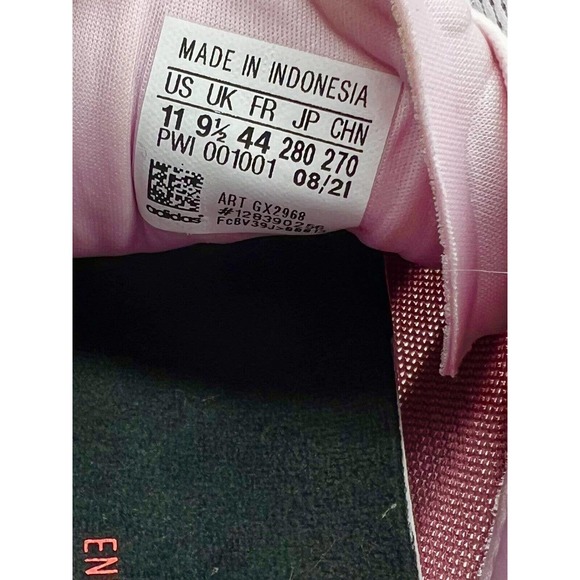 MADE IN INDONESIA
US UK FR JP CHN
11 9½ 44 280 270
PWI 001001 08/21
ART GX2968
adidas
EN